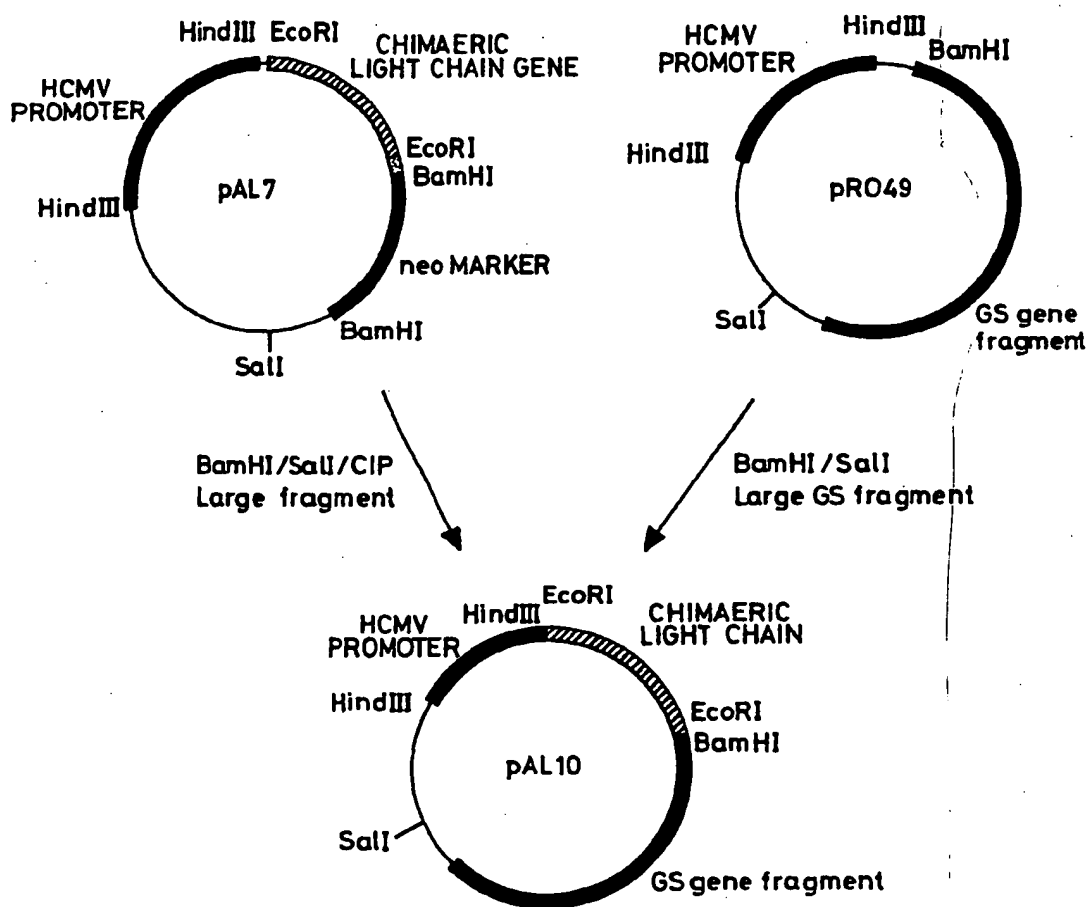 HindIII EcoRI
CHIMAERIC
LIGHT CHAIN GENE
HCMV
PROMOTER
EcoRI
BamHI
HindIII
pAL7
neo MARKER
BamHI
SalI
HCMV
PROMOTER
HindIII
BamHI
HindIII
pRO49
SalI
GS gene
fragment
BamHI/SalI/CIP
Large fragment
BamHI/SalI
Large GS fragment
HCMV
PROMOTER
HindIII
EcoRI
CHIMAERIC
LIGHT CHAIN
HindIII
EcoRI
BamHI
pAL10
SalI
GS gene fragment